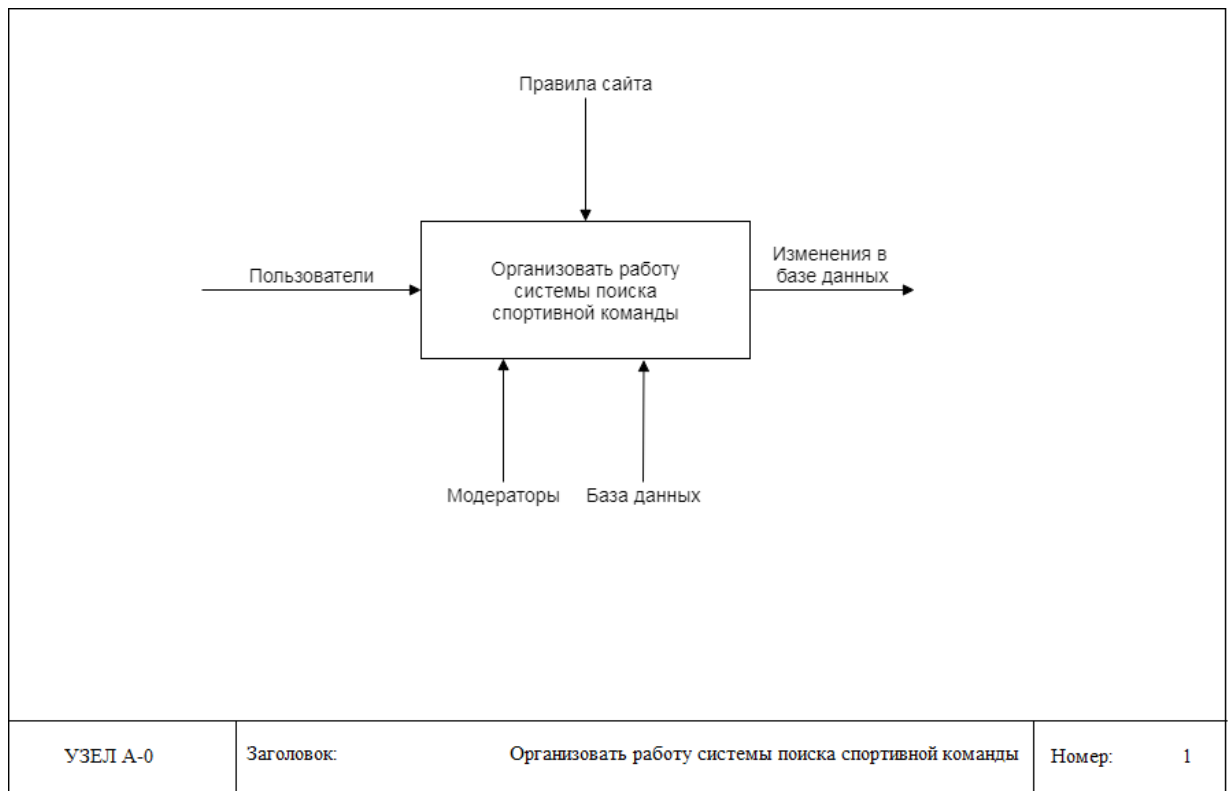 Правила сайта
Пользователи
Организовать работу
системы поиска
спортивной команды
Изменения в
базе данных
Модераторы
База данных
УЗЕЛ А-0
Заголовок:
Организовать работу системы поиска спортивной команды
Номер:
1